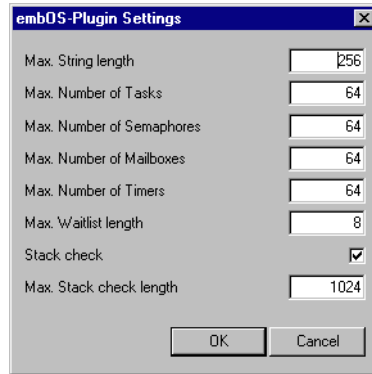 embOS-Plugin Settings
Max. String length 256
Max. Number of Tasks 64
Max. Number of Semaphores 64
Max. Number of Mailboxes 64
Max. Number of Timers 64
Max. Waitlist length 8
Stack check
Max. Stack check length 1024
OK Cancel